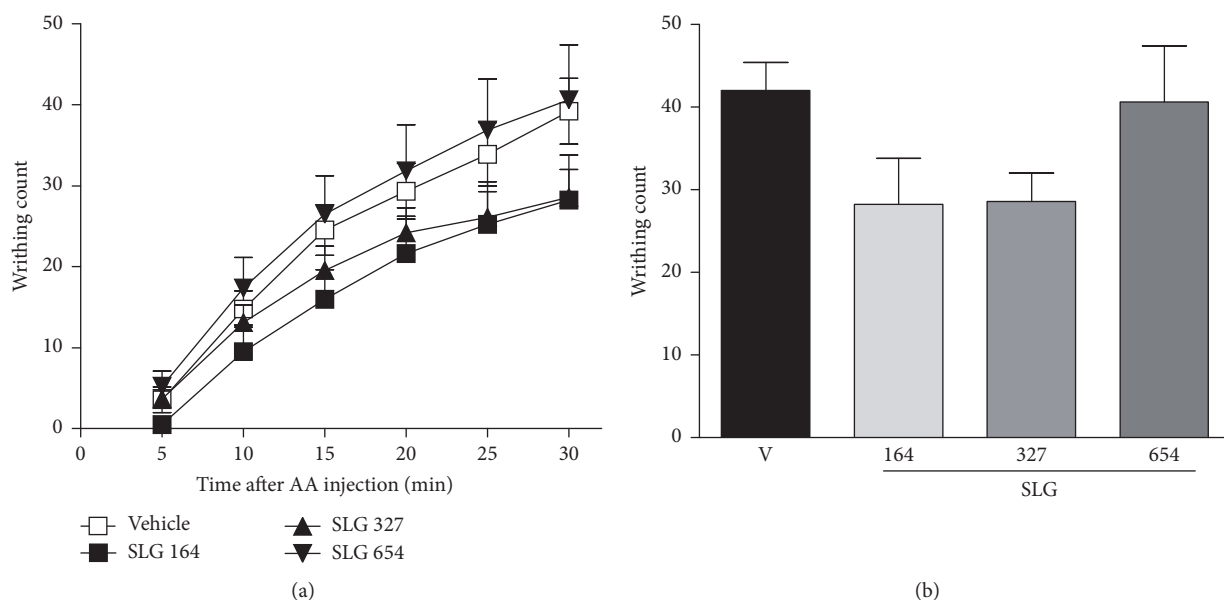 50
40
30
20
10
0
Writhing count
0 5 10 15 20 25 30
Time after AA injection (min)
Vehicle
SLG 327
SLG 164
SLG 654
(a)
50
40
30
20
10
0
Writhing count
V 164 327 654
SLG
(b)